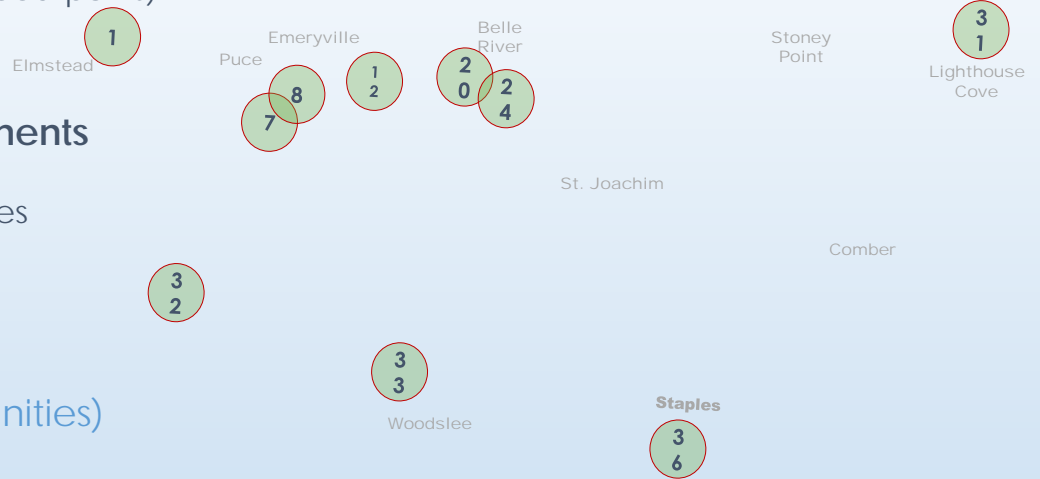 Belle
River
Stoney
Point
3
1
1
Emeryville
Elmstead
Puce
Lighthouse
Cove
1
2
2
0
8
2
4
7
ments
St. Joachim
es
Comber
3
2
3
3
nities)
Woodslee
Staples
3
6